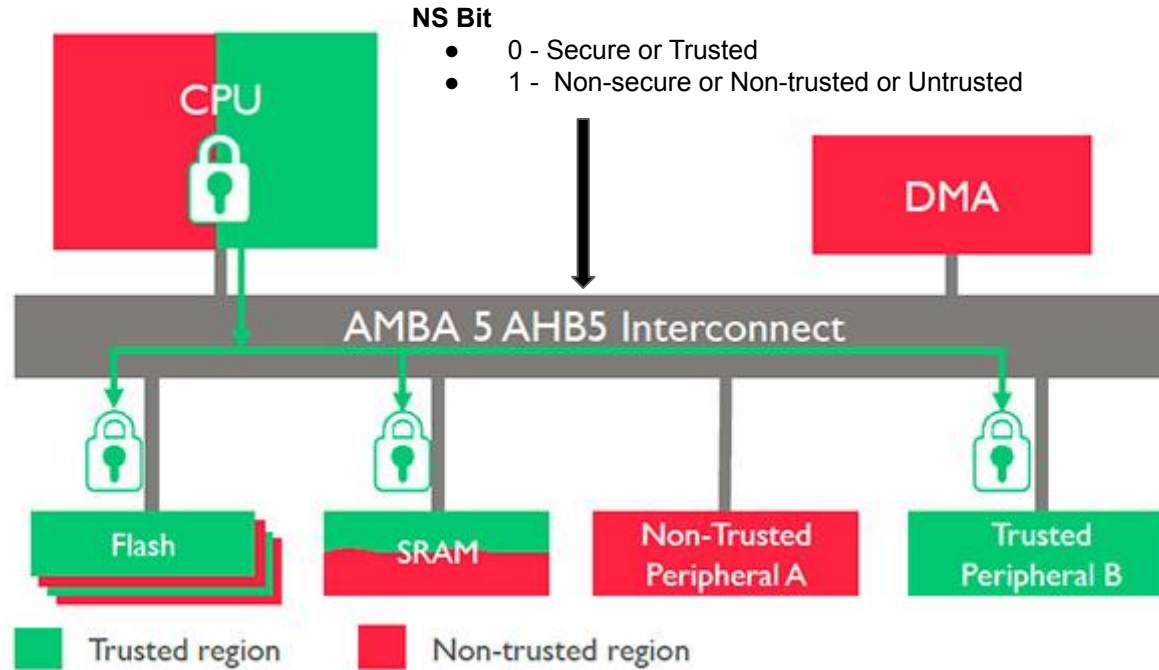 NS Bit
● 0 - Secure or Trusted
● 1 - Non-secure or Non-trusted or Untrusted
CPU
DMA
AMBA 5 AHB5 Interconnect
Flash
SRAM
Non-Trusted
Peripheral A
Trusted
Peripheral B
Trusted region
Non-trusted region